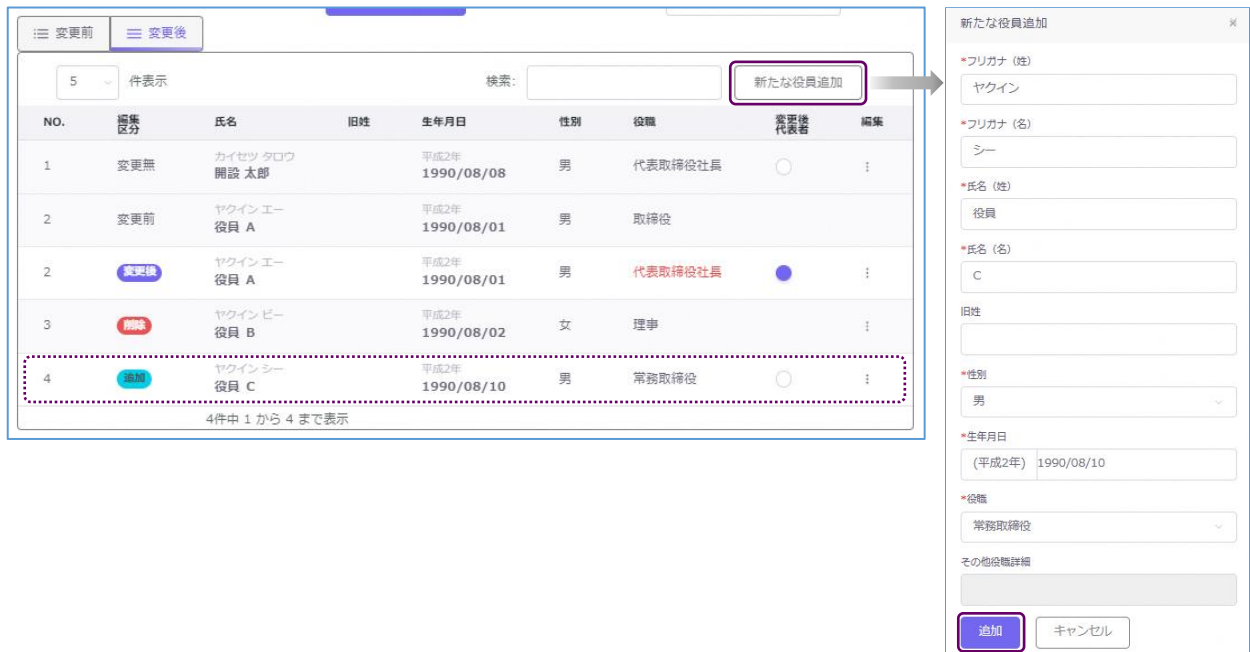 変更前 変更後
5 件表示 検索: 新たな役員追加
NO. 編集区分 氏名 旧姓 生年月日 性別 役職 変更後代表者 編集
1 変更無 カイセツ タロウ 開設 太郎 平成2年 1990/08/08 男 代表取締役社長
2 変更前 ヤクイン エー 役員 A 平成2年 1990/08/01 男 取締役
2 変更後 ヤクイン エー 役員 A 平成2年 1990/08/01 男 代表取締役社長
3 削除 ヤクイン ビー 役員 B 平成2年 1990/08/02 女 理事
4 追加 ヤクイン シー 役員 C 平成2年 1990/08/10 男 常務取締役
4件中 1 から 4 まで表示
新たな役員追加 ×
*フリガナ（姓）
ヤクイン
*フリガナ（名）
シー
*氏名（姓）
役員
*氏名（名）
C
旧姓
*性別
男
*生年月日
(平成2年) 1990/08/10
*役職
常務取締役
その他役職詳細
追加 キャンセル